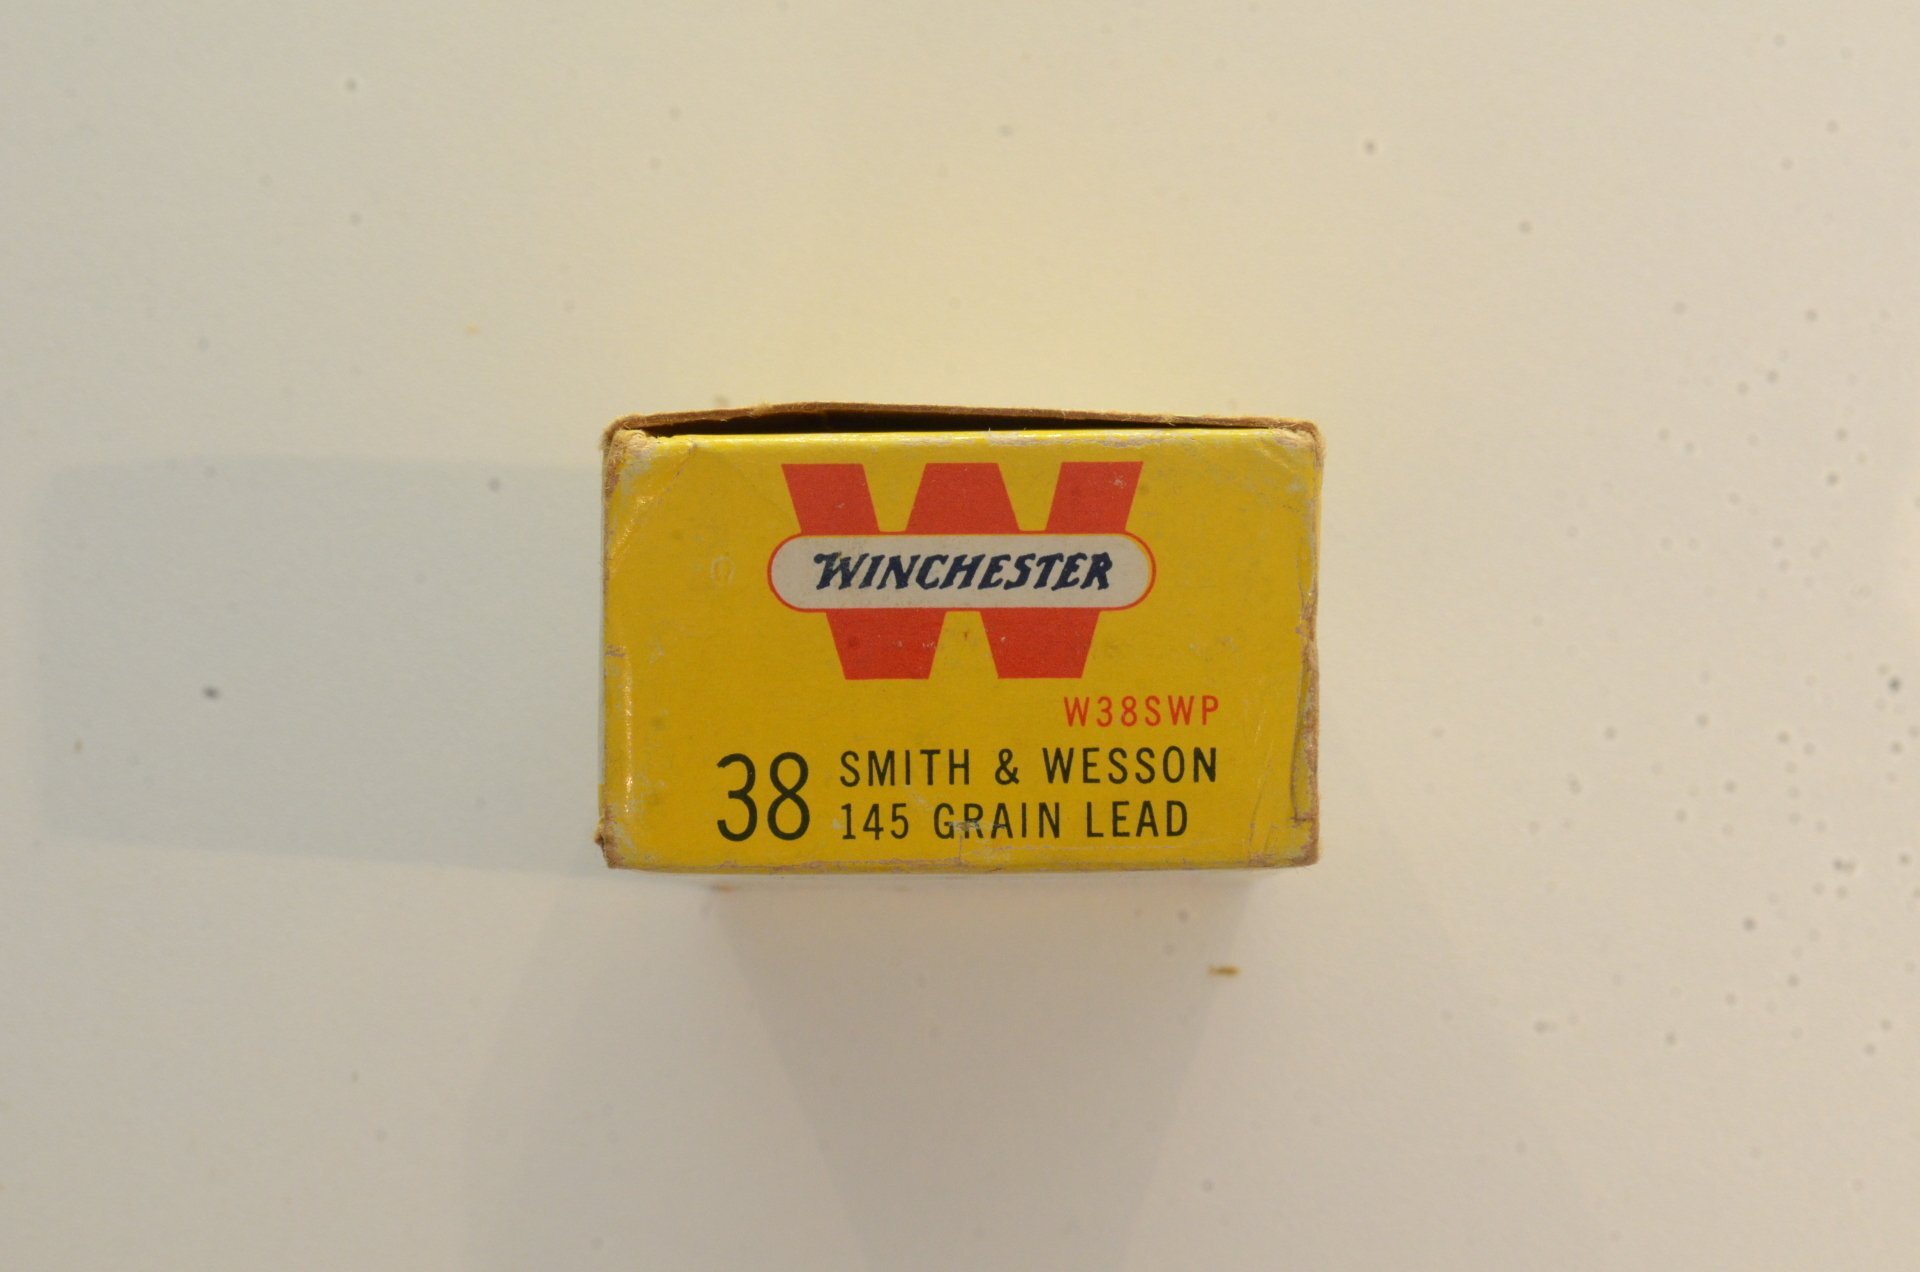 W
WINCHESTER
W38SWP
38 SMITH & WESSON
145 GRAIN LEAD